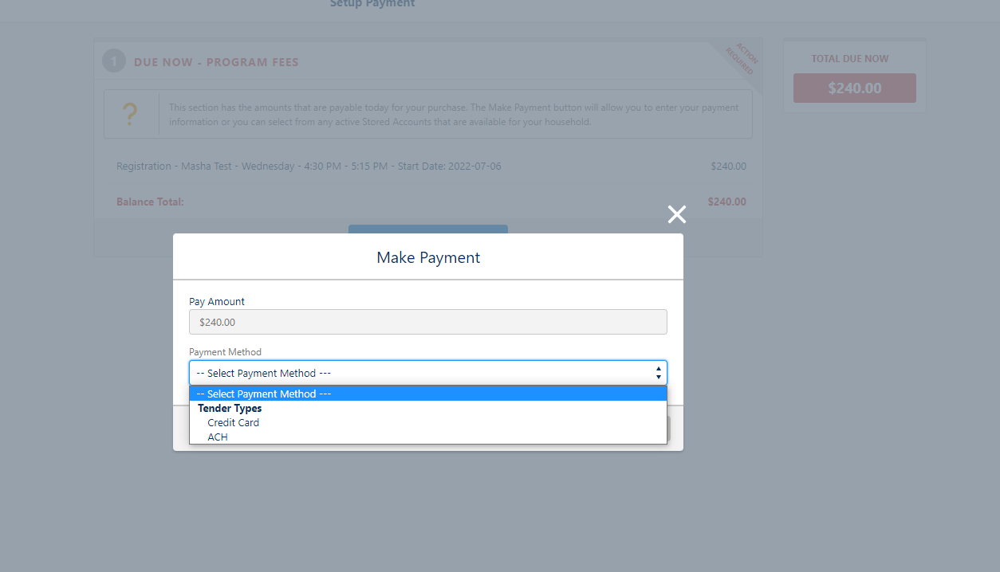 Setup Payment
1 DUE NOW - PROGRAM FEES
ACTION
REQUIRED
TOTAL DUE NOW
$240.00
?
This section has the amounts that are payable today for your purchase. The Make Payment button will allow you to enter your payment
information or you can select from any active Stored Accounts that are available for your household.
Registration - Masha Test - Wednesday - 4:30 PM - 5:15 PM - Start Date: 2022-07-06 $240.00
Balance Total: $240.00
Make Payment
Pay Amount
$240.00
Payment Method
-- Select Payment Method ---
-- Select Payment Method ---
Tender Types
Credit Card
ACH